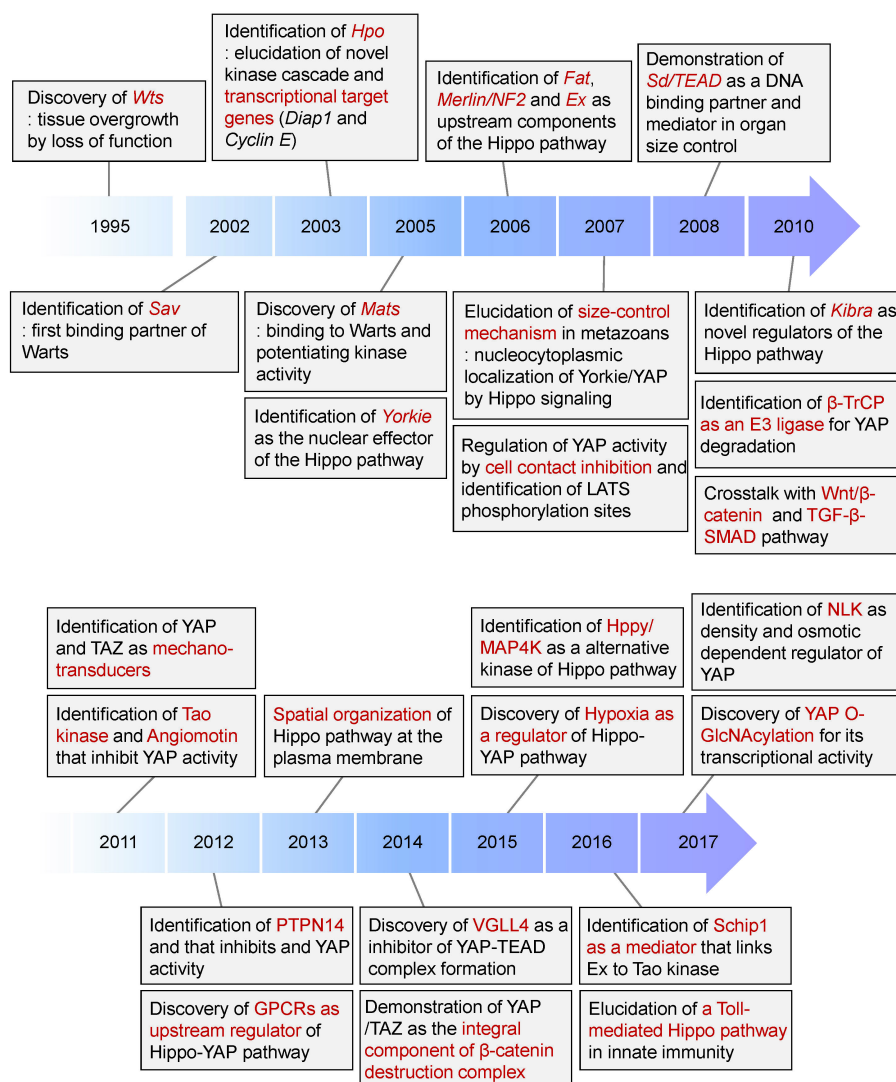 Discovery of Wts
: tissue overgrowth
by loss of function
Identification of Hpo
: elucidation of novel
kinase cascade and
transcriptional target
genes (Diap1 and
Cyclin E)
Identification of Fat,
Merlin/NF2 and Ex as
upstream components
of the Hippo pathway
Demonstration of
Sd/TEAD as a DNA
binding partner and
mediator in organ
size control
1995
2002
2003
2005
2006
2007
2008
2010
Identification of Sav
: first binding partner of
Warts
Discovery of Mats
: binding to Warts and
potentiating kinase
activity
Identification of Yorkie
as the nuclear effector
of the Hippo pathway
Elucidation of size-control
mechanism in metazoans
: nucleocytoplasmic
localization of Yorkie/YAP
by Hippo signaling
Regulation of YAP activity
by cell contact inhibition and
identification of LATS
phosphorylation sites
Identification of Kibra as
novel regulators of the
Hippo pathway
Identification of β-TrCP
as an E3 ligase for YAP
degradation
Crosstalk with Wnt/β-
catenin and TGF-β-
SMAD pathway
Identification of YAP
and TAZ as mechano-
transducers
Identification of Tao
kinase and Angiomotin
that inhibit YAP activity
Spatial organization of
Hippo pathway at the
plasma membrane
Identification of Hppy/
MAP4K as a alternative
kinase of Hippo pathway
Discovery of Hypoxia as
a regulator of Hippo-
YAP pathway
Identification of NLK as
density and osmotic
dependent regulator of
YAP
Discovery of YAP O-
GlcNAcylation for its
transcriptional activity
2011
2012
2013
2014
2015
2016
2017
Identification of PTPN14
and that inhibits and YAP
activity
Discovery of GPCRs as
upstream regulator of
Hippo-YAP pathway
Discovery of VGLL4 as a
inhibitor of YAP-TEAD
complex formation
Demonstration of YAP
/TAZ as the integral
component of β-catenin
destruction complex
Identification of Schip1
as a mediator that links
Ex to Tao kinase
Elucidation of a Toll-
mediated Hippo pathway
in innate immunity